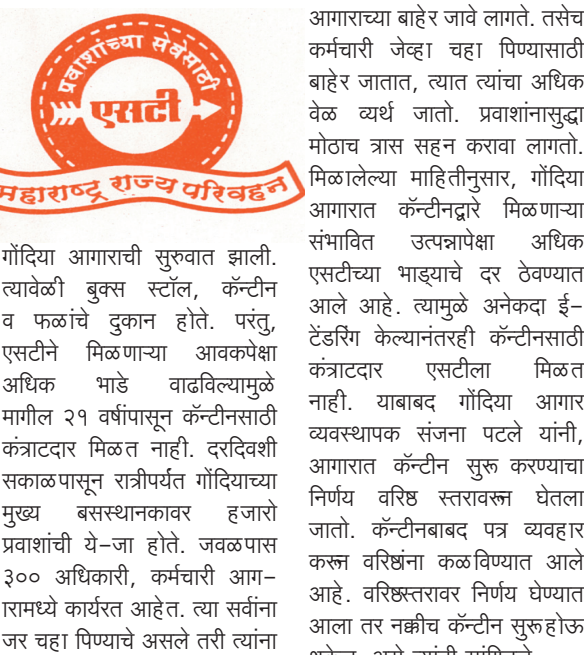 प्रवाशांच्या सेवेसाठी
एसटी
महाराष्ट्र राज्य परिवहन
गोंदिया आगाराची सुरुवात झाली.
त्यावेळी बुक्स स्टॉल, कॅन्टीन
व फळांचे दुकान होते. परंतु,
एसटीने मिळणाऱ्या आवकपेक्षा
अधिक भाडे वाढविल्यामुळे
मागील २१ वर्षांपासून कॅन्टीनसाठी
कंत्राटदार मिळत नाही. दरदिवशी
सकाळपासून रात्रीपर्यंत गोंदियाच्या
मुख्य बसस्थानकावर हजारो
प्रवाशांची ये-जा होते. जवळपास
३०० अधिकारी, कर्मचारी आग-
ारामध्ये कार्यरत आहेत. त्या सर्वांना
जर चहा पिण्याचे असले तरी त्यांना
आगाराच्या बाहेर जावे लागते. तसेच
कर्मचारी जेव्हा चहा पिण्यासाठी
बाहेर जातात, त्यात त्यांचा अधिक
वेळ व्यर्थ जातो. प्रवाशांनासुद्धा
मोठाच त्रास सहन करावा लागतो.
मिळालेल्या माहितीनुसार, गोंदिया
आगारात कॅन्टीनद्वारे मिळणाऱ्या
संभावित उत्पन्नापेक्षा अधिक
एसटीच्या भाड्याचे दर ठेवण्यात
आले आहे. त्यामुळे अनेकदा ई-
टेंडरिंग केल्यानंतरही कॅन्टीनसाठी
कंत्राटदार एसटीला मिळत
नाही. याबाबद गोंदिया आगार
व्यवस्थापक संजना पटले यांनी,
आगारात कॅन्टीन सुरू करण्याचा
निर्णय वरिष्ठ स्तरावरून घेतला
जातो. कॅन्टीनबाबद पत्र व्यवहार
करून वरिष्ठांना कळविण्यात आले
आहे. वरिष्ठस्तरावर निर्णय घेण्यात
आला तर नक्कीच कॅन्टीन सुरू होऊ